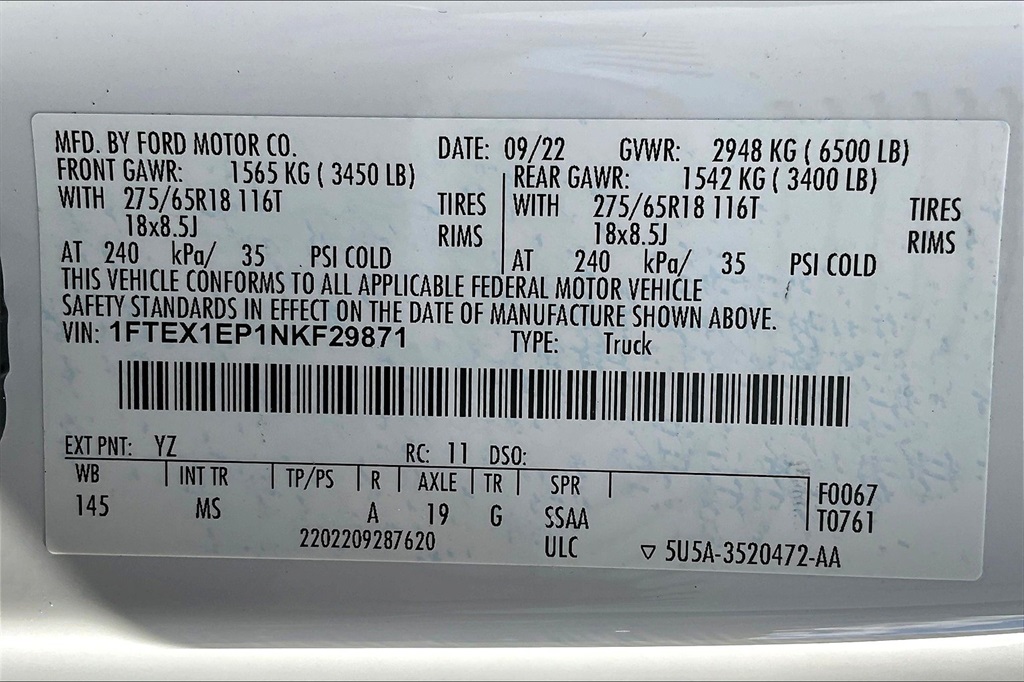 MFD. BY FORD MOTOR CO. DATE: 09/22 GVWR: 2948 KG ( 6500 LB)
FRONT GAWR: 1565 KG ( 3450 LB) REAR GAWR: 1542 KG ( 3400 LB)
WITH 275/65R18 116T TIRES WITH 275/65R18 116T TIRES
18x8.5J RIMS 18x8.5J RIMS
AT 240 kPa/ 35 PSI COLD AT 240 kPa/ 35 PSI COLD
THIS VEHICLE CONFORMS TO ALL APPLICABLE FEDERAL MOTOR VEHICLE
SAFETY STANDARDS IN EFFECT ON THE DATE OF MANUFACTURE SHOWN ABOVE.
VIN: 1FTEX1EP1NKF29871 TYPE: Truck
EXT PNT: YZ RC: 11 DSO:
WB INT TR TP/PS R AXLE TR SPR F0067
145 MS A 19 G SSAA T0761
2202209287620 ULC ▽ 5U5A-3520472-AA